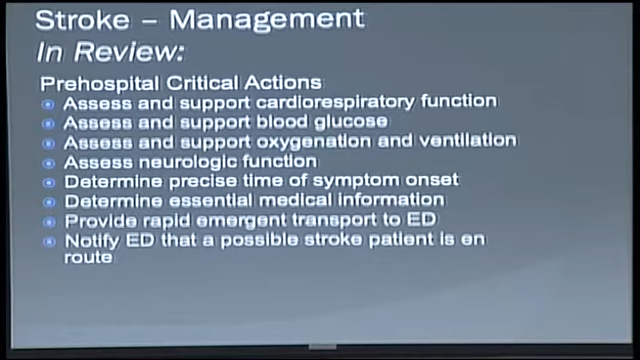 Stroke – Management
In Review:
Prehospital Critical Actions
Assess and support cardiorespiratory function
Assess and support blood glucose
Assess and support oxygenation and ventilation
Assess neurologic function
Determine precise time of symptom onset
Determine essential medical information
Provide rapid emergent transport to ED
Notify ED that a possible stroke patient is en
route